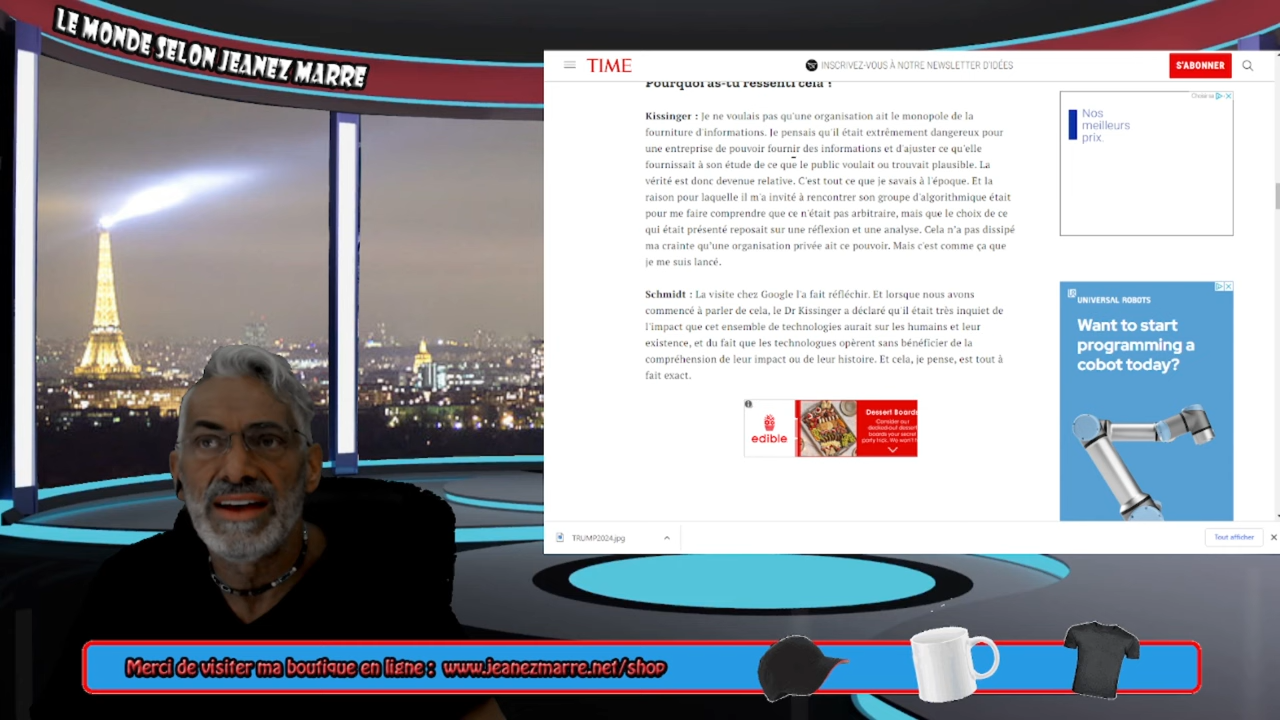 LE MONDE SELON JEANEZ MARRE
TIME
INSCRIVEZ-VOUS À NOTRE NEWSLETTER D'IDÉES
S'ABONNER
Pourquoi as-tu ressenti cela ?
Kissinger : Je ne voulais pas qu'une organisation ait le monopole de la
fourniture d'informations. Je pensais qu'il était extrêmement dangereux pour
une entreprise de pouvoir fournir des informations et d'ajuster ce qu'elle
fournissait à son étude de ce que le public voulait ou trouvait plausible. La
vérité est donc devenue relative. C'est tout ce que je savais à l'époque. Et la
raison pour laquelle il m'a invité à rencontrer son groupe d'algorithmique était
pour me faire comprendre que ce n'était pas arbitraire, mais que le choix de ce
qui était présenté reposait sur une réflexion et une analyse. Cela n'a pas dissipé
ma crainte qu'une organisation privée ait ce pouvoir. Mais c'est comme ça que
je me suis lancé.
Schmidt : La visite chez Google l'a fait réfléchir. Et lorsque nous avons
commencé à parler de cela, le Dr Kissinger a déclaré qu'il était très inquiet de
l'impact que cet ensemble de technologies aurait sur les humains et leur
existence, et du fait que les technologues opèrent sans bénéficier de la
compréhension de leur impact ou de leur histoire. Et cela, je pense, est tout à
fait exact.
Nos
meilleurs
prix.
UNIVERSAL ROBOTS
Want to start
programming a
cobot today?
edible
Dessert Boards
TRUMP2024.jpg
Tout afficher
Merci de visiter ma boutique en ligne : www.jeanezmarre.net/shop